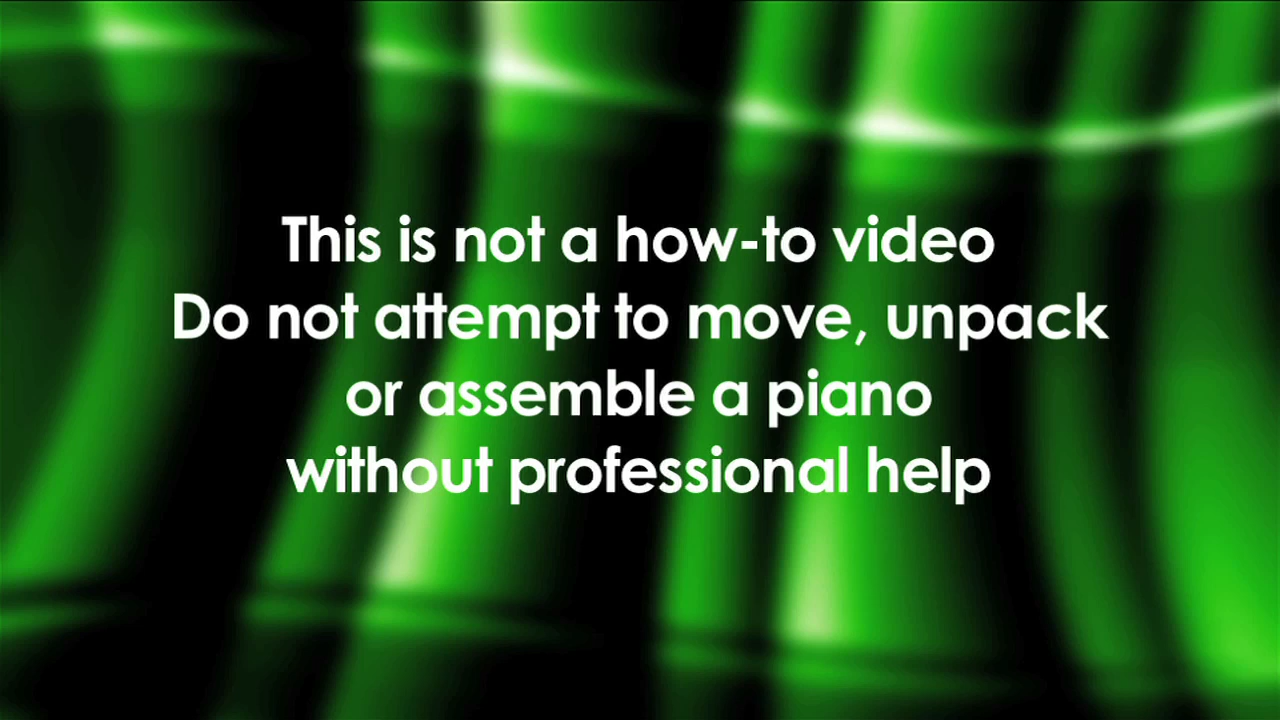 This is not a how-to video
Do not attempt to move, unpack
or assemble a piano
without professional help